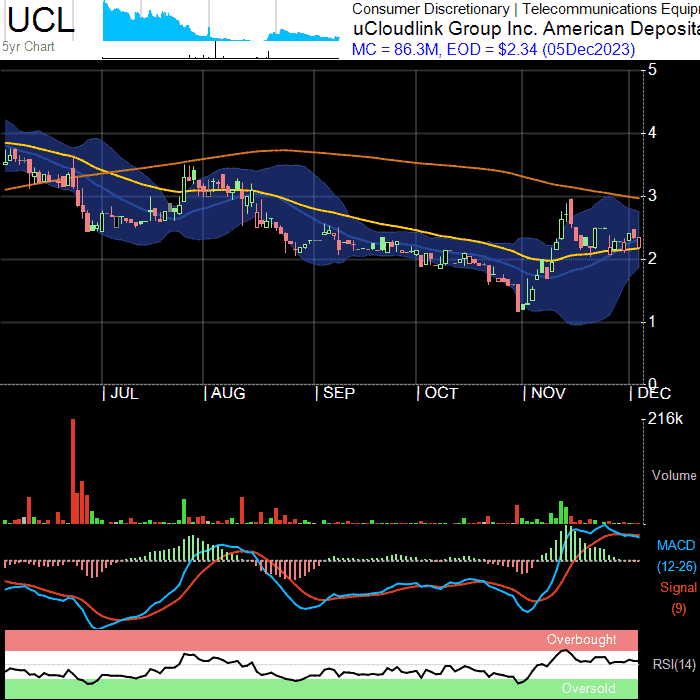 UCL
5yr Chart
Consumer Discretionary | Telecommunications Equip
uCloudlink Group Inc. American Deposita
MC = 86.3M, EOD = $2.34 (05Dec2023)
5
4
3
2
1
0
JUL | AUG | SEP | OCT | NOV | DEC
216k
Volume
MACD
(12-26)
Signal
(9)
Overbought
RSI(14)
Oversold